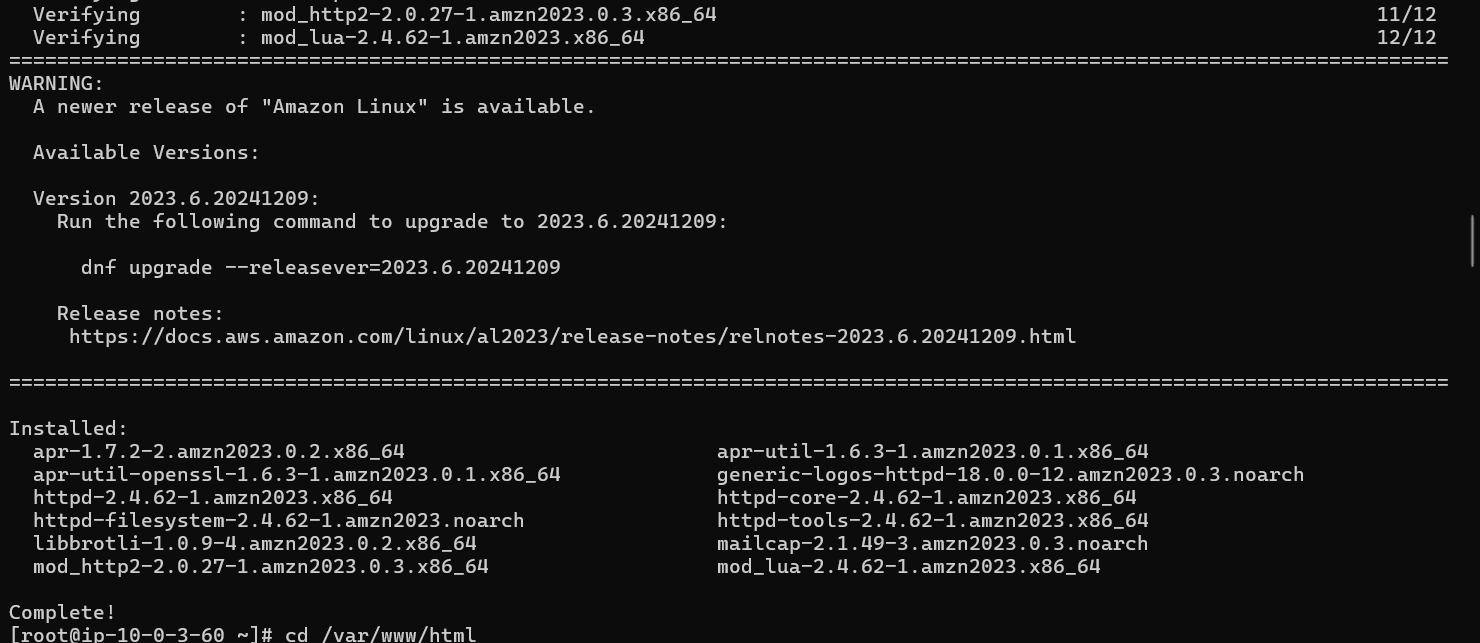 Verifying        : mod_http2-2.0.27-1.amzn2023.0.3.x86_64                                                       11/12
Verifying        : mod_lua-2.4.62-1.amzn2023.x86_64                                                             12/12
========================================================================================================================
WARNING:
  A newer release of "Amazon Linux" is available.
  Available Versions:
  Version 2023.6.20241209:
    Run the following command to upgrade to 2023.6.20241209:
      dnf upgrade --releasever=2023.6.20241209
    Release notes:
     https://docs.aws.amazon.com/linux/al2023/release-notes/relnotes-2023.6.20241209.html
========================================================================================================================
Installed:
  apr-1.7.2-2.amzn2023.0.2.x86_64                          apr-util-1.6.3-1.amzn2023.0.1.x86_64
  apr-util-openssl-1.6.3-1.amzn2023.0.1.x86_64             generic-logos-httpd-18.0.0-12.amzn2023.0.3.noarch
  httpd-2.4.62-1.amzn2023.x86_64                           httpd-core-2.4.62-1.amzn2023.x86_64
  httpd-filesystem-2.4.62-1.amzn2023.noarch                httpd-tools-2.4.62-1.amzn2023.x86_64
  libbrotli-1.0.9-4.amzn2023.0.2.x86_64                    mailcap-2.1.49-3.amzn2023.0.3.noarch
  mod_http2-2.0.27-1.amzn2023.0.3.x86_64                   mod_lua-2.4.62-1.amzn2023.x86_64
Complete!
[root@ip-10-0-3-60 ~]# cd /var/www/html